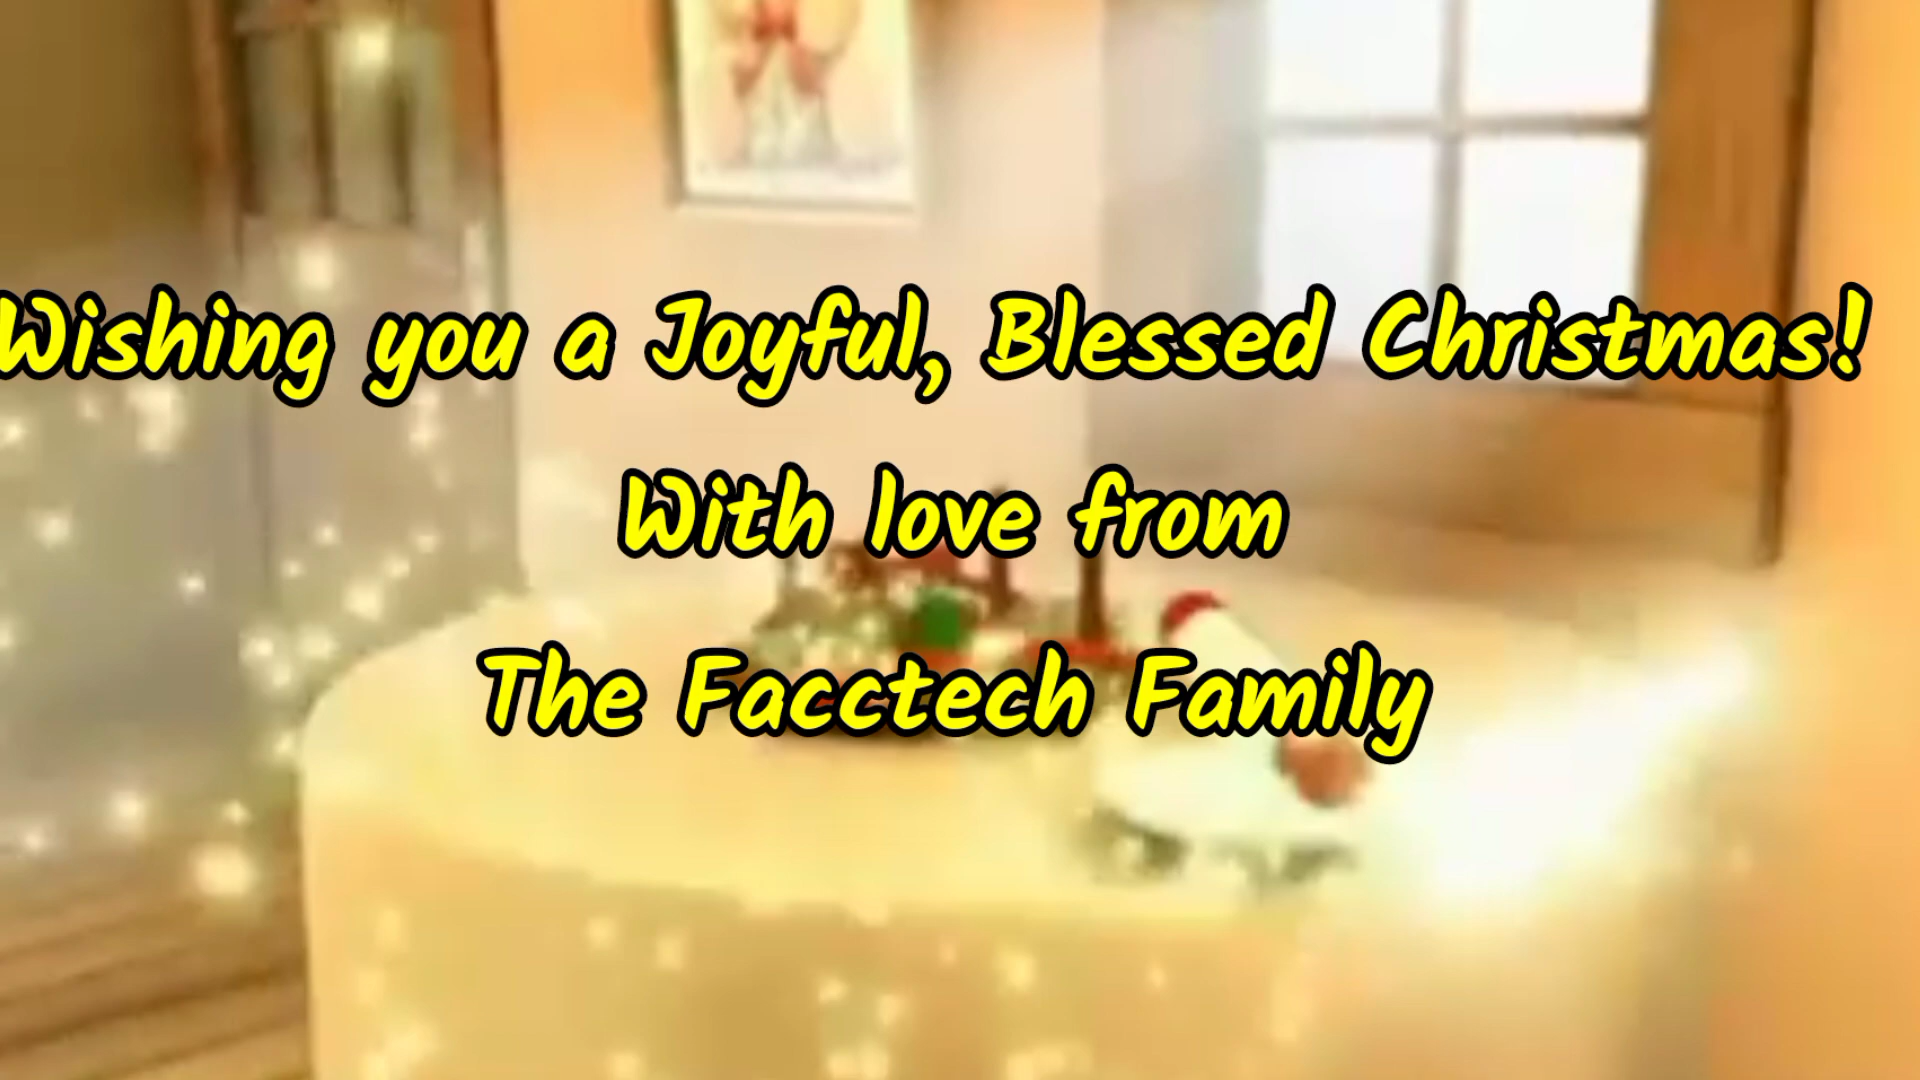 Wishing you a Joyful, Blessed Christmas!
With love from
The Facctech Family